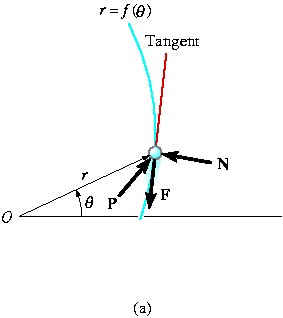 r = f(θ)
Tangent
r
N
θ
P
F
O
(a)